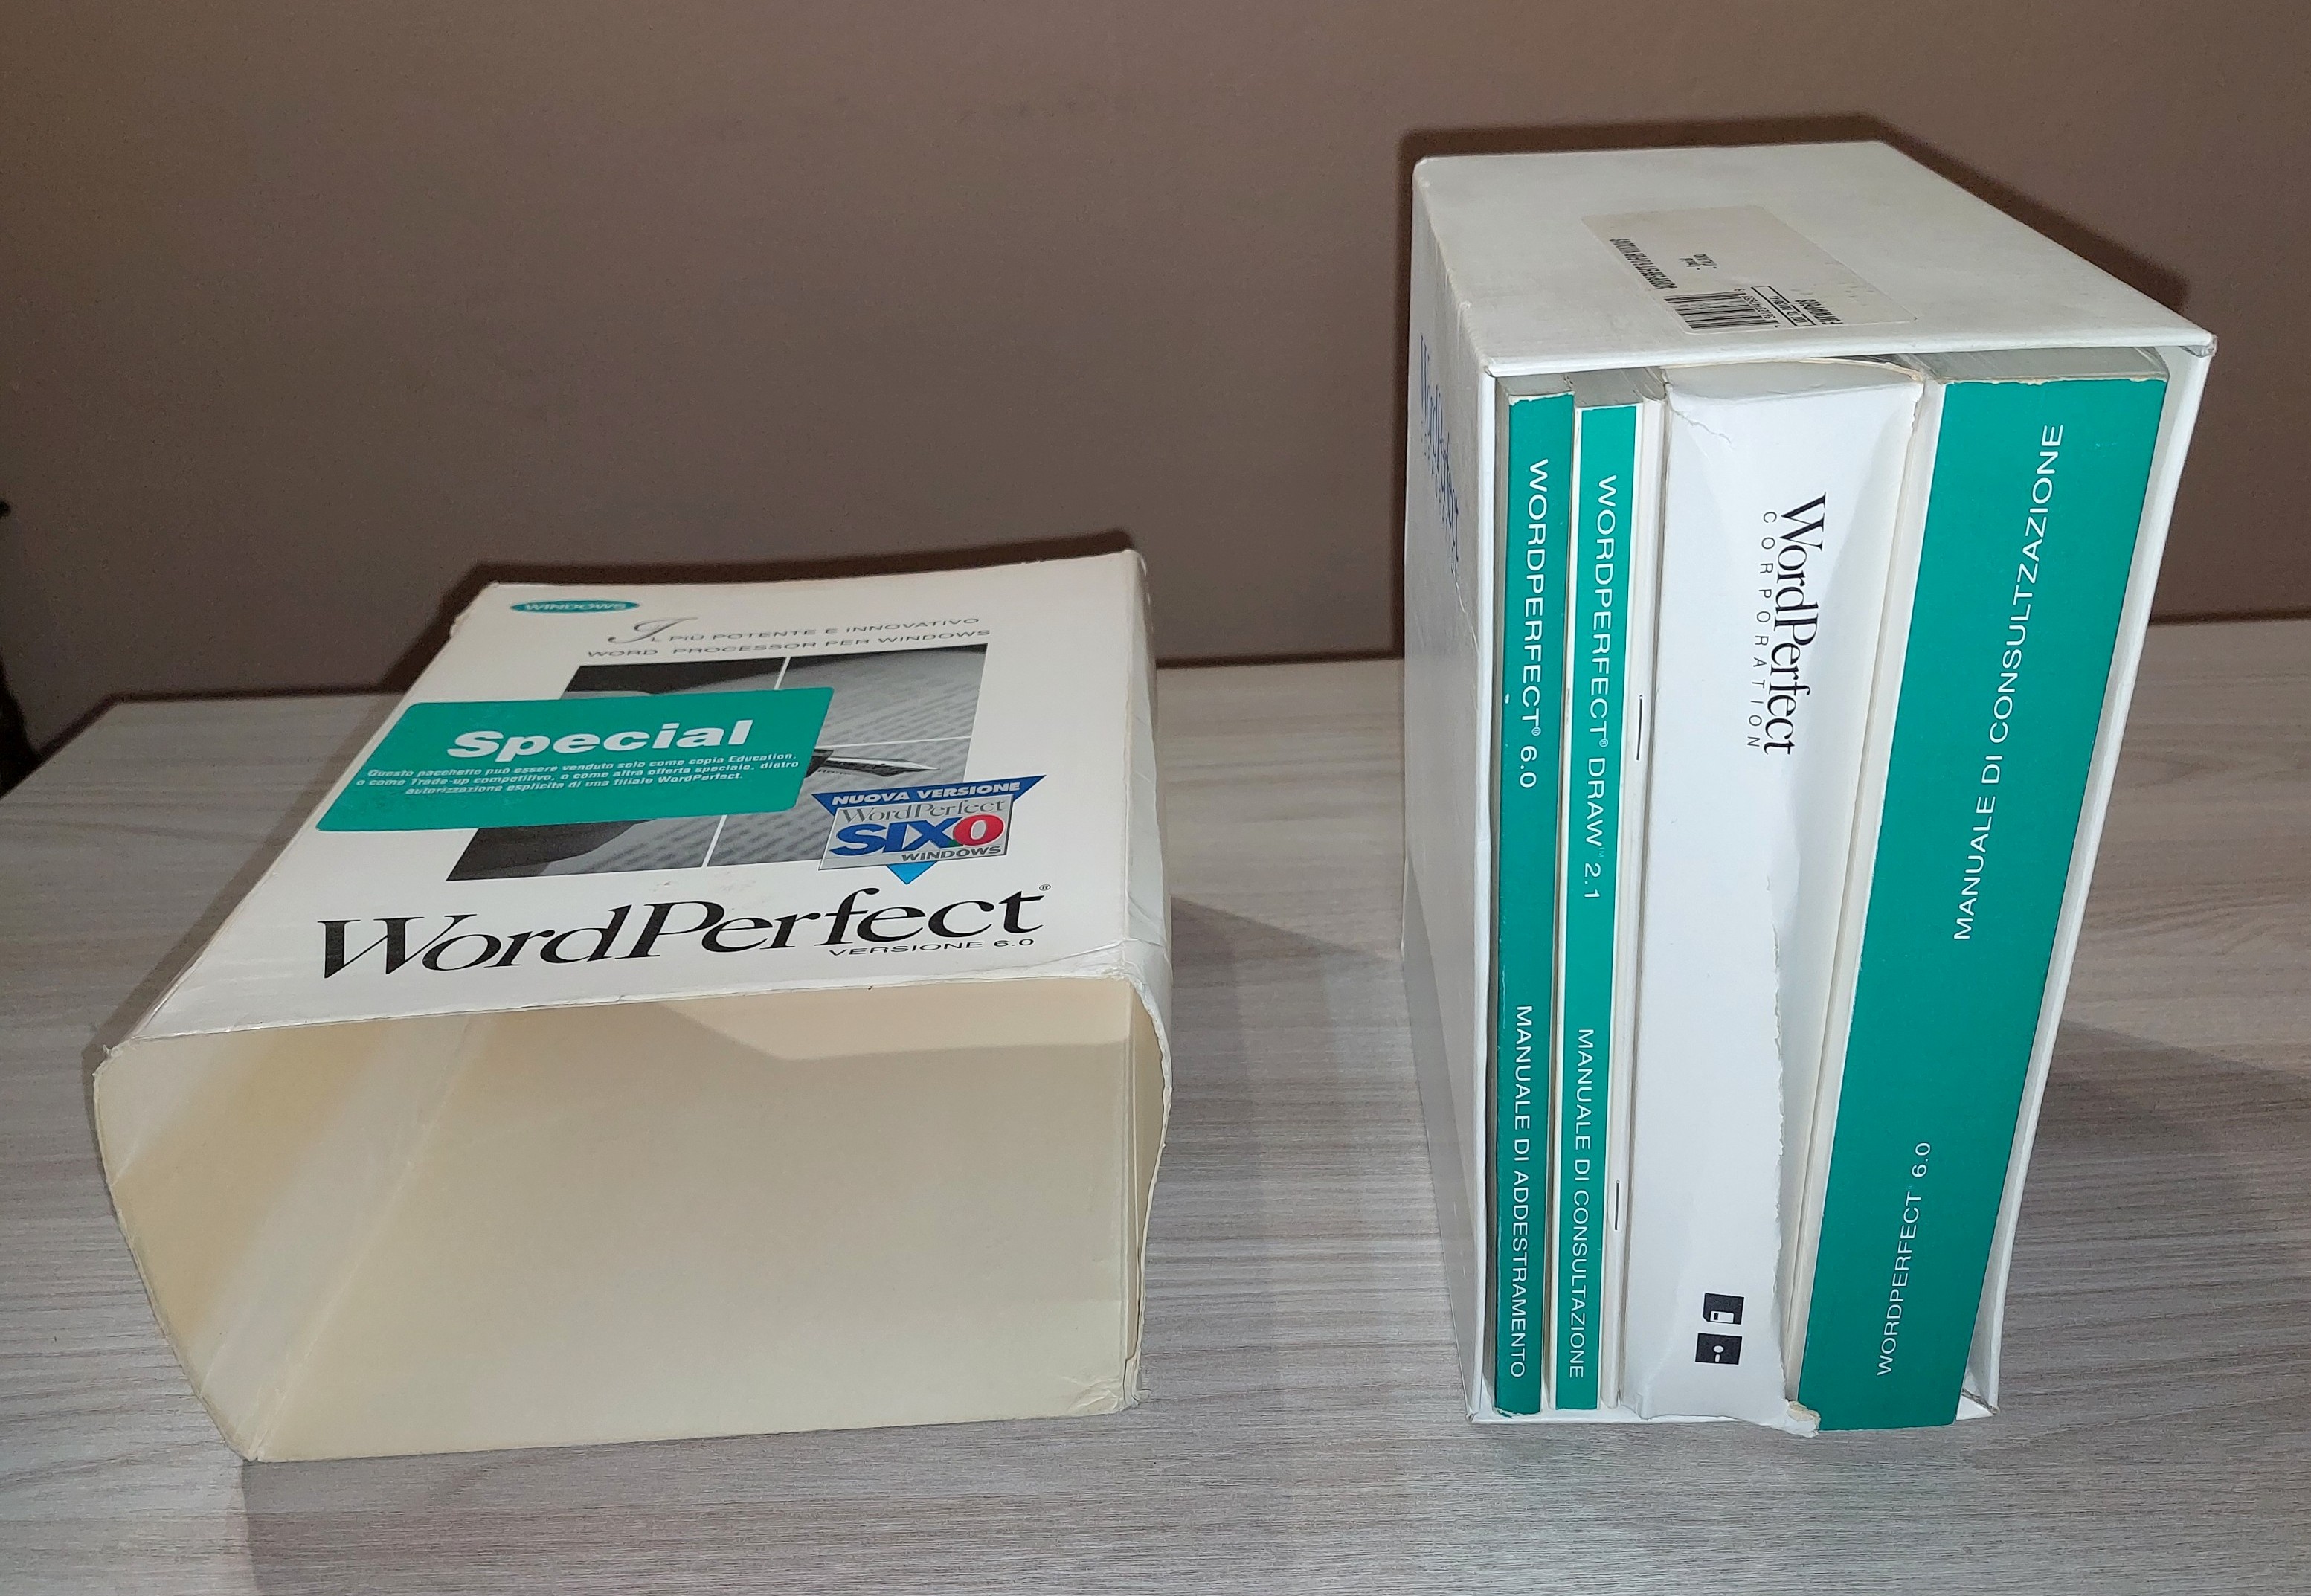 WINDOWS
IL PIÙ POTENTE E INNOVATIVO
WORD PROCESSOR PER WINDOWS
Special
Questo pacchetto può essere venduto solo come copia Education,
o come Trade-up competitivo, o come altra offerta speciale, dietro
autorizzazione esplicita di una filiale WordPerfect.
NUOVA VERSIONE
WordPerfect
SIX0
WINDOWS
WordPerfect®
VERSIONE 6.0
WordPerfect
WORDPERFECT® 6.0 MANUALE DI ADDESTRAMENTO
WORDPERFECT® DRAW™ 2.1 MANUALE DI CONSULTAZIONE
WordPerfect
CORPORATION
WORDPERFECT 6.0 MANUALE DI CONSULTAZIONE